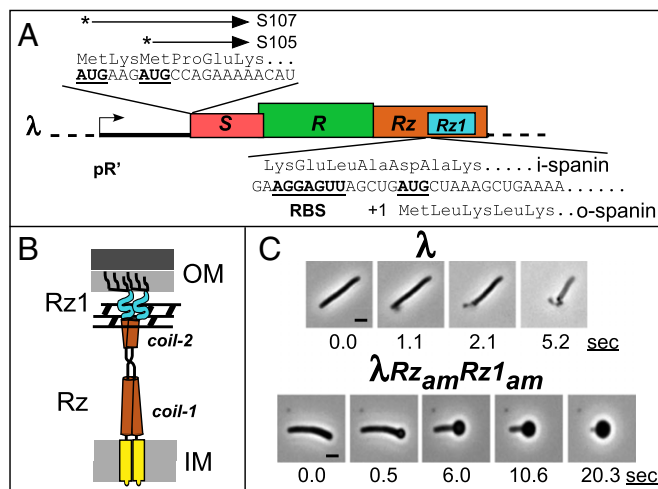 A
* S107
* S105
MetLysMetProGluLys...
AUGAAGAUGCCAGAAAAACAU
λ S R Rz Rz1
pR'
LysGluLeuAlaAspAlaLys.....i-spanin
GAAGGAGUUAGCUGAUGCUAAAGCUGAAAA......
RBS +1 MetLeuLysLeuLys..o-spanin
B
OM
Rz1
coil-2
Rz
coil-1
IM
C
λ
0.0 1.1 2.1 5.2 sec
λRzamRz1am
0.0 0.5 6.0 10.6 20.3 sec